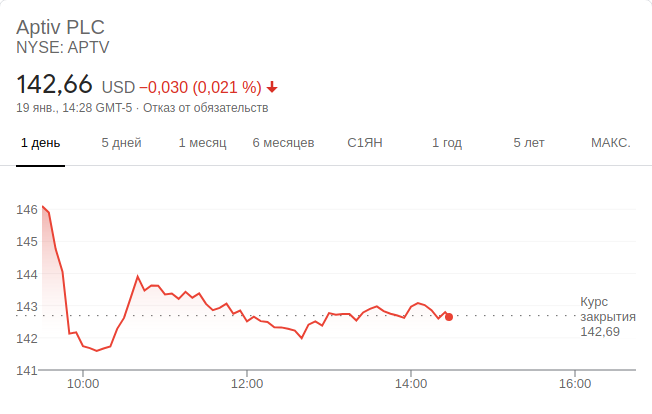 Aptiv PLC
NYSE: APTV
142,66 USD −0,030 (0,021 %)
19 янв., 14:28 GMT-5 · Отказ от обязательств
1 день 5 дней 1 месяц 6 месяцев С1ЯН 1 год 5 лет МАКС.
146
145
144
143
142
141
Курс
закрытия
142,69
10:00 12:00 14:00 16:00